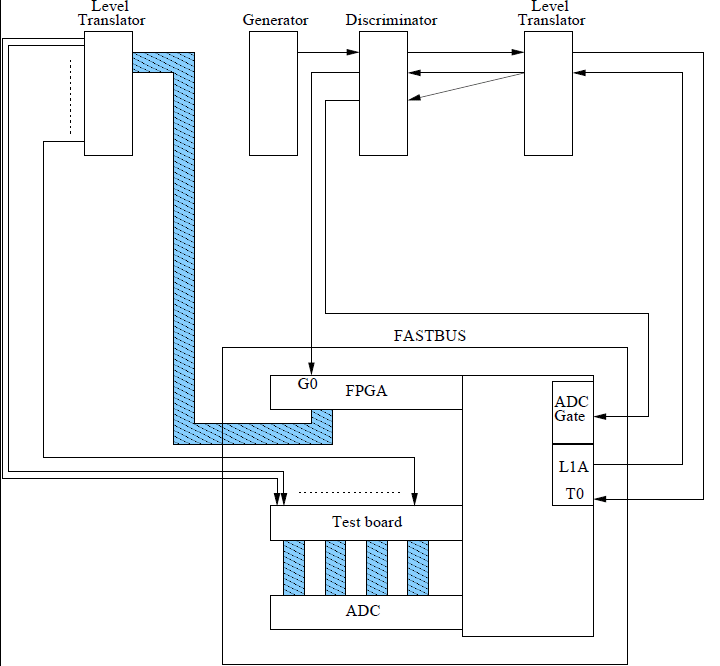 Level
Translator
Generator
Discriminator
Level
Translator
FASTBUS
G0
FPGA
ADC
Gate
L1A
T0
Test board
ADC